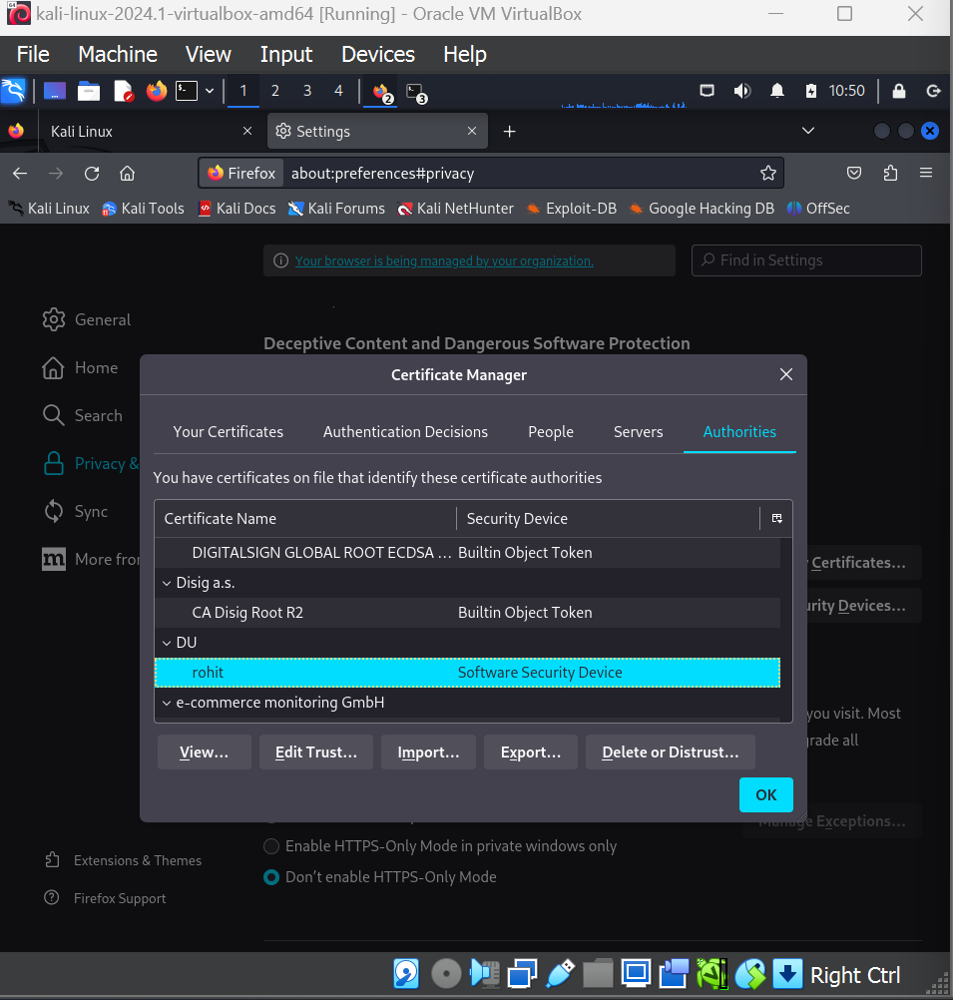 kali-linux-2024.1-virtualbox-amd64 [Running] - Oracle VM VirtualBox
File Machine View Input Devices Help
1 2 3 4 2 3 10:50
Kali Linux Settings
Firefox about:preferences#privacy
Kali Linux Kali Tools Kali Docs Kali Forums Kali NetHunter Exploit-DB Google Hacking DB OffSec
Your browser is being managed by your organization. Find in Settings
General
Deceptive Content and Dangerous Software Protection
Home
Search
Privacy &
Sync
More from
Certificate Manager
Your Certificates Authentication Decisions People Servers Authorities
You have certificates on file that identify these certificate authorities
Certificate Name Security Device
DIGITALSIGN GLOBAL ROOT ECDSA ... Builtin Object Token
Disig a.s.
CA Disig Root R2 Builtin Object Token
DU
rohit Software Security Device
e-commerce monitoring GmbH
View... Edit Trust... Import... Export... Delete or Distrust...
OK
Certificates...
Devices...
you visit. Most
all
Manage Exceptions...
Enable HTTPS-Only Mode in private windows only
Don't enable HTTPS-Only Mode
Extensions & Themes
Firefox Support
Right Ctrl